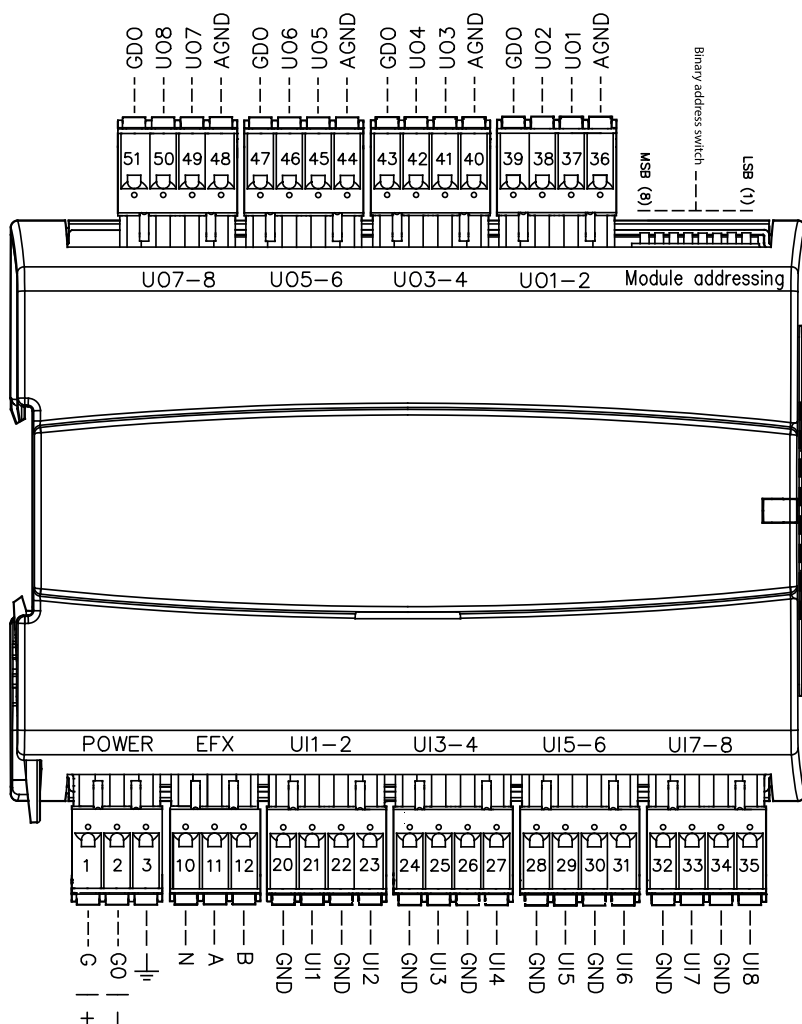 GDO
UO8
UO7
AGND
GDO
UO6
UO5
AGND
GDO
UO4
UO3
AGND
GDO
UO2
UO1
AGND
Binary address switch
MSB (8)
LSB (1)
51 50 49 48
47 46 45 44
43 42 41 40
39 38 37 36
UO7-8 UO5-6 UO3-4 UO1-2 Module addressing
POWER EFX UI1-2 UI3-4 UI5-6 UI7-8
1 2 3
10 11 12
20 21 22 23
24 25 26 27
28 29 30 31
32 33 34 35
G
G0
N
A
B
GND
UI1
GND
UI2
GND
UI3
GND
UI4
GND
UI5
GND
UI6
GND
UI7
GND
UI8
+
−